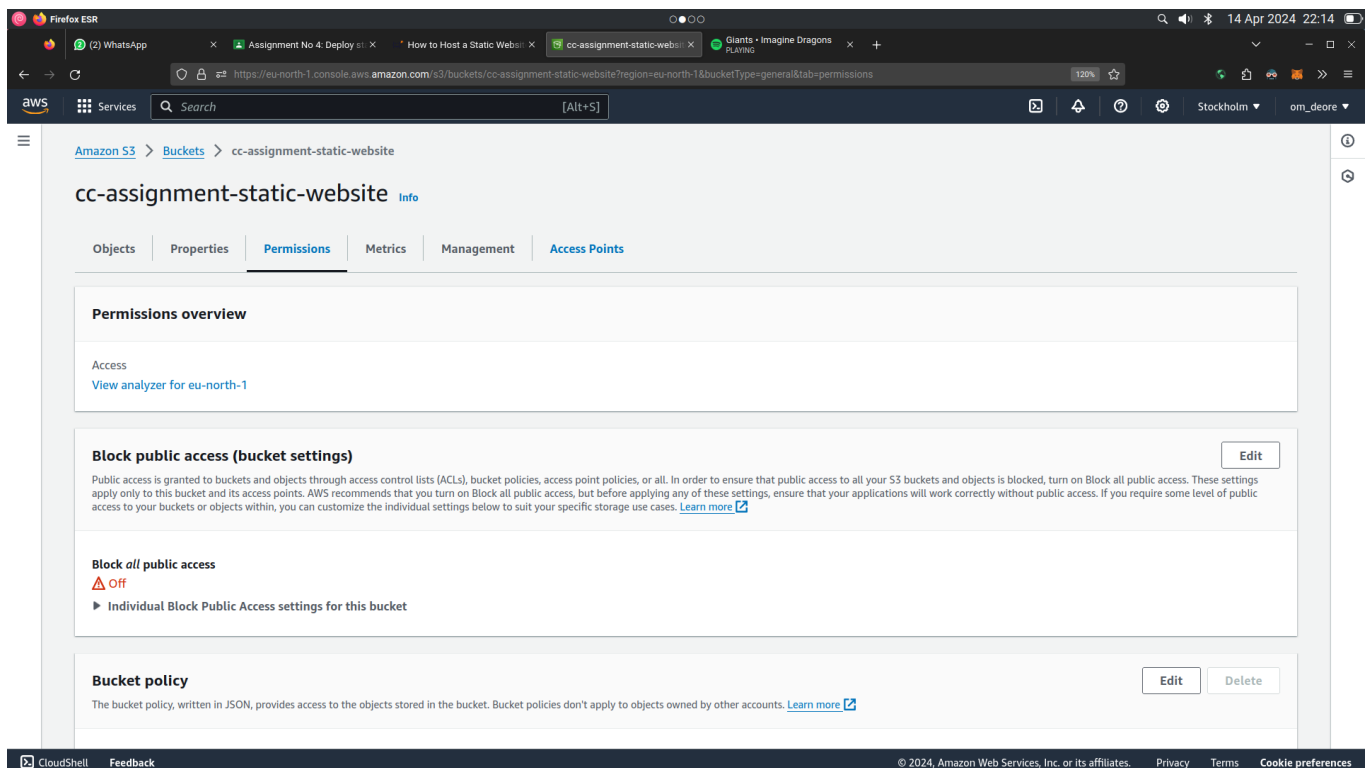 Firefox ESR
14 Apr 2024 22:14
(2) WhatsApp
Assignment No 4: Deploy st
How to Host a Static Websit
cc-assignment-static-websit
Giants • Imagine Dragons
PLAYING
https://eu-north-1.console.aws.amazon.com/s3/buckets/cc-assignment-static-website?region=eu-north-1&bucketType=general&tab=permissions
120%
aws
Services
Search
[Alt+S]
Stockholm
om_deore
Amazon S3 > Buckets > cc-assignment-static-website
cc-assignment-static-website Info
Objects
Properties
Permissions
Metrics
Management
Access Points
Permissions overview
Access
View analyzer for eu-north-1
Block public access (bucket settings)
Edit
Public access is granted to buckets and objects through access control lists (ACLs), bucket policies, access point policies, or all. In order to ensure that public access to all your S3 buckets and objects is blocked, turn on Block all public access. These settings
apply only to this bucket and its access points. AWS recommends that you turn on Block all public access, but before applying any of these settings, ensure that your applications will work correctly without public access. If you require some level of public
access to your buckets or objects within, you can customize the individual settings below to suit your specific storage use cases. Learn more
Block all public access
Off
Individual Block Public Access settings for this bucket
Bucket policy
Edit
Delete
The bucket policy, written in JSON, provides access to the objects stored in the bucket. Bucket policies don't apply to objects owned by other accounts. Learn more
CloudShell
Feedback
© 2024, Amazon Web Services, Inc. or its affiliates.
Privacy
Terms
Cookie preferences